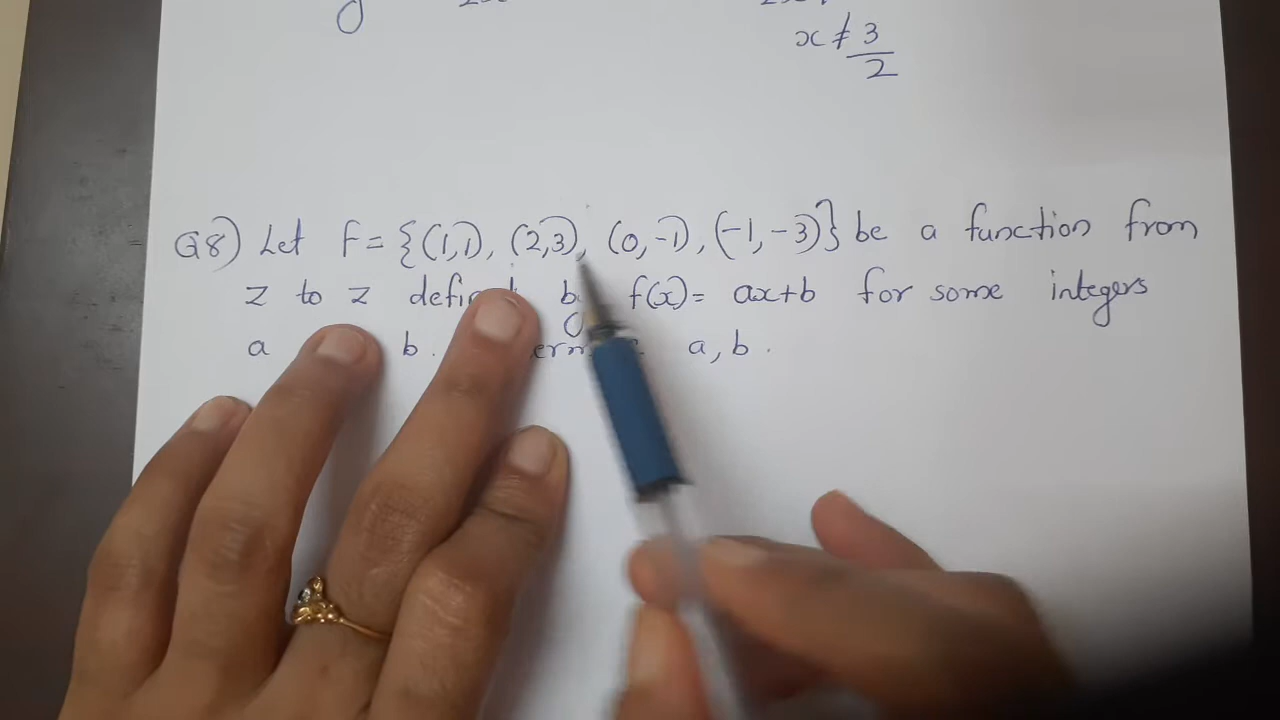 x ≠ 3/2
Q8) Let f = {(1,1), (2,3), (0,-1), (-1,-3)} be a function from
Z to Z by f(x) = ax+b for some integers
a b. a, b.